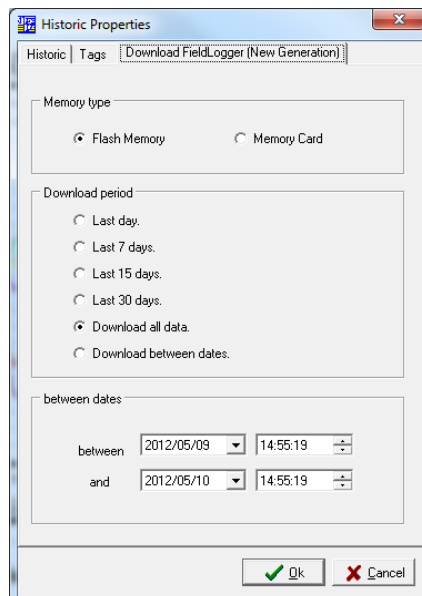 Historic Properties
Historic Tags Download FieldLogger (New Generation)
Memory type
Flash Memory Memory Card
Download period
Last day.
Last 7 days.
Last 15 days.
Last 30 days.
Download all data.
Download between dates.
between dates
between 2012/05/09 14:55:19
and 2012/05/10 14:55:19
Ok Cancel